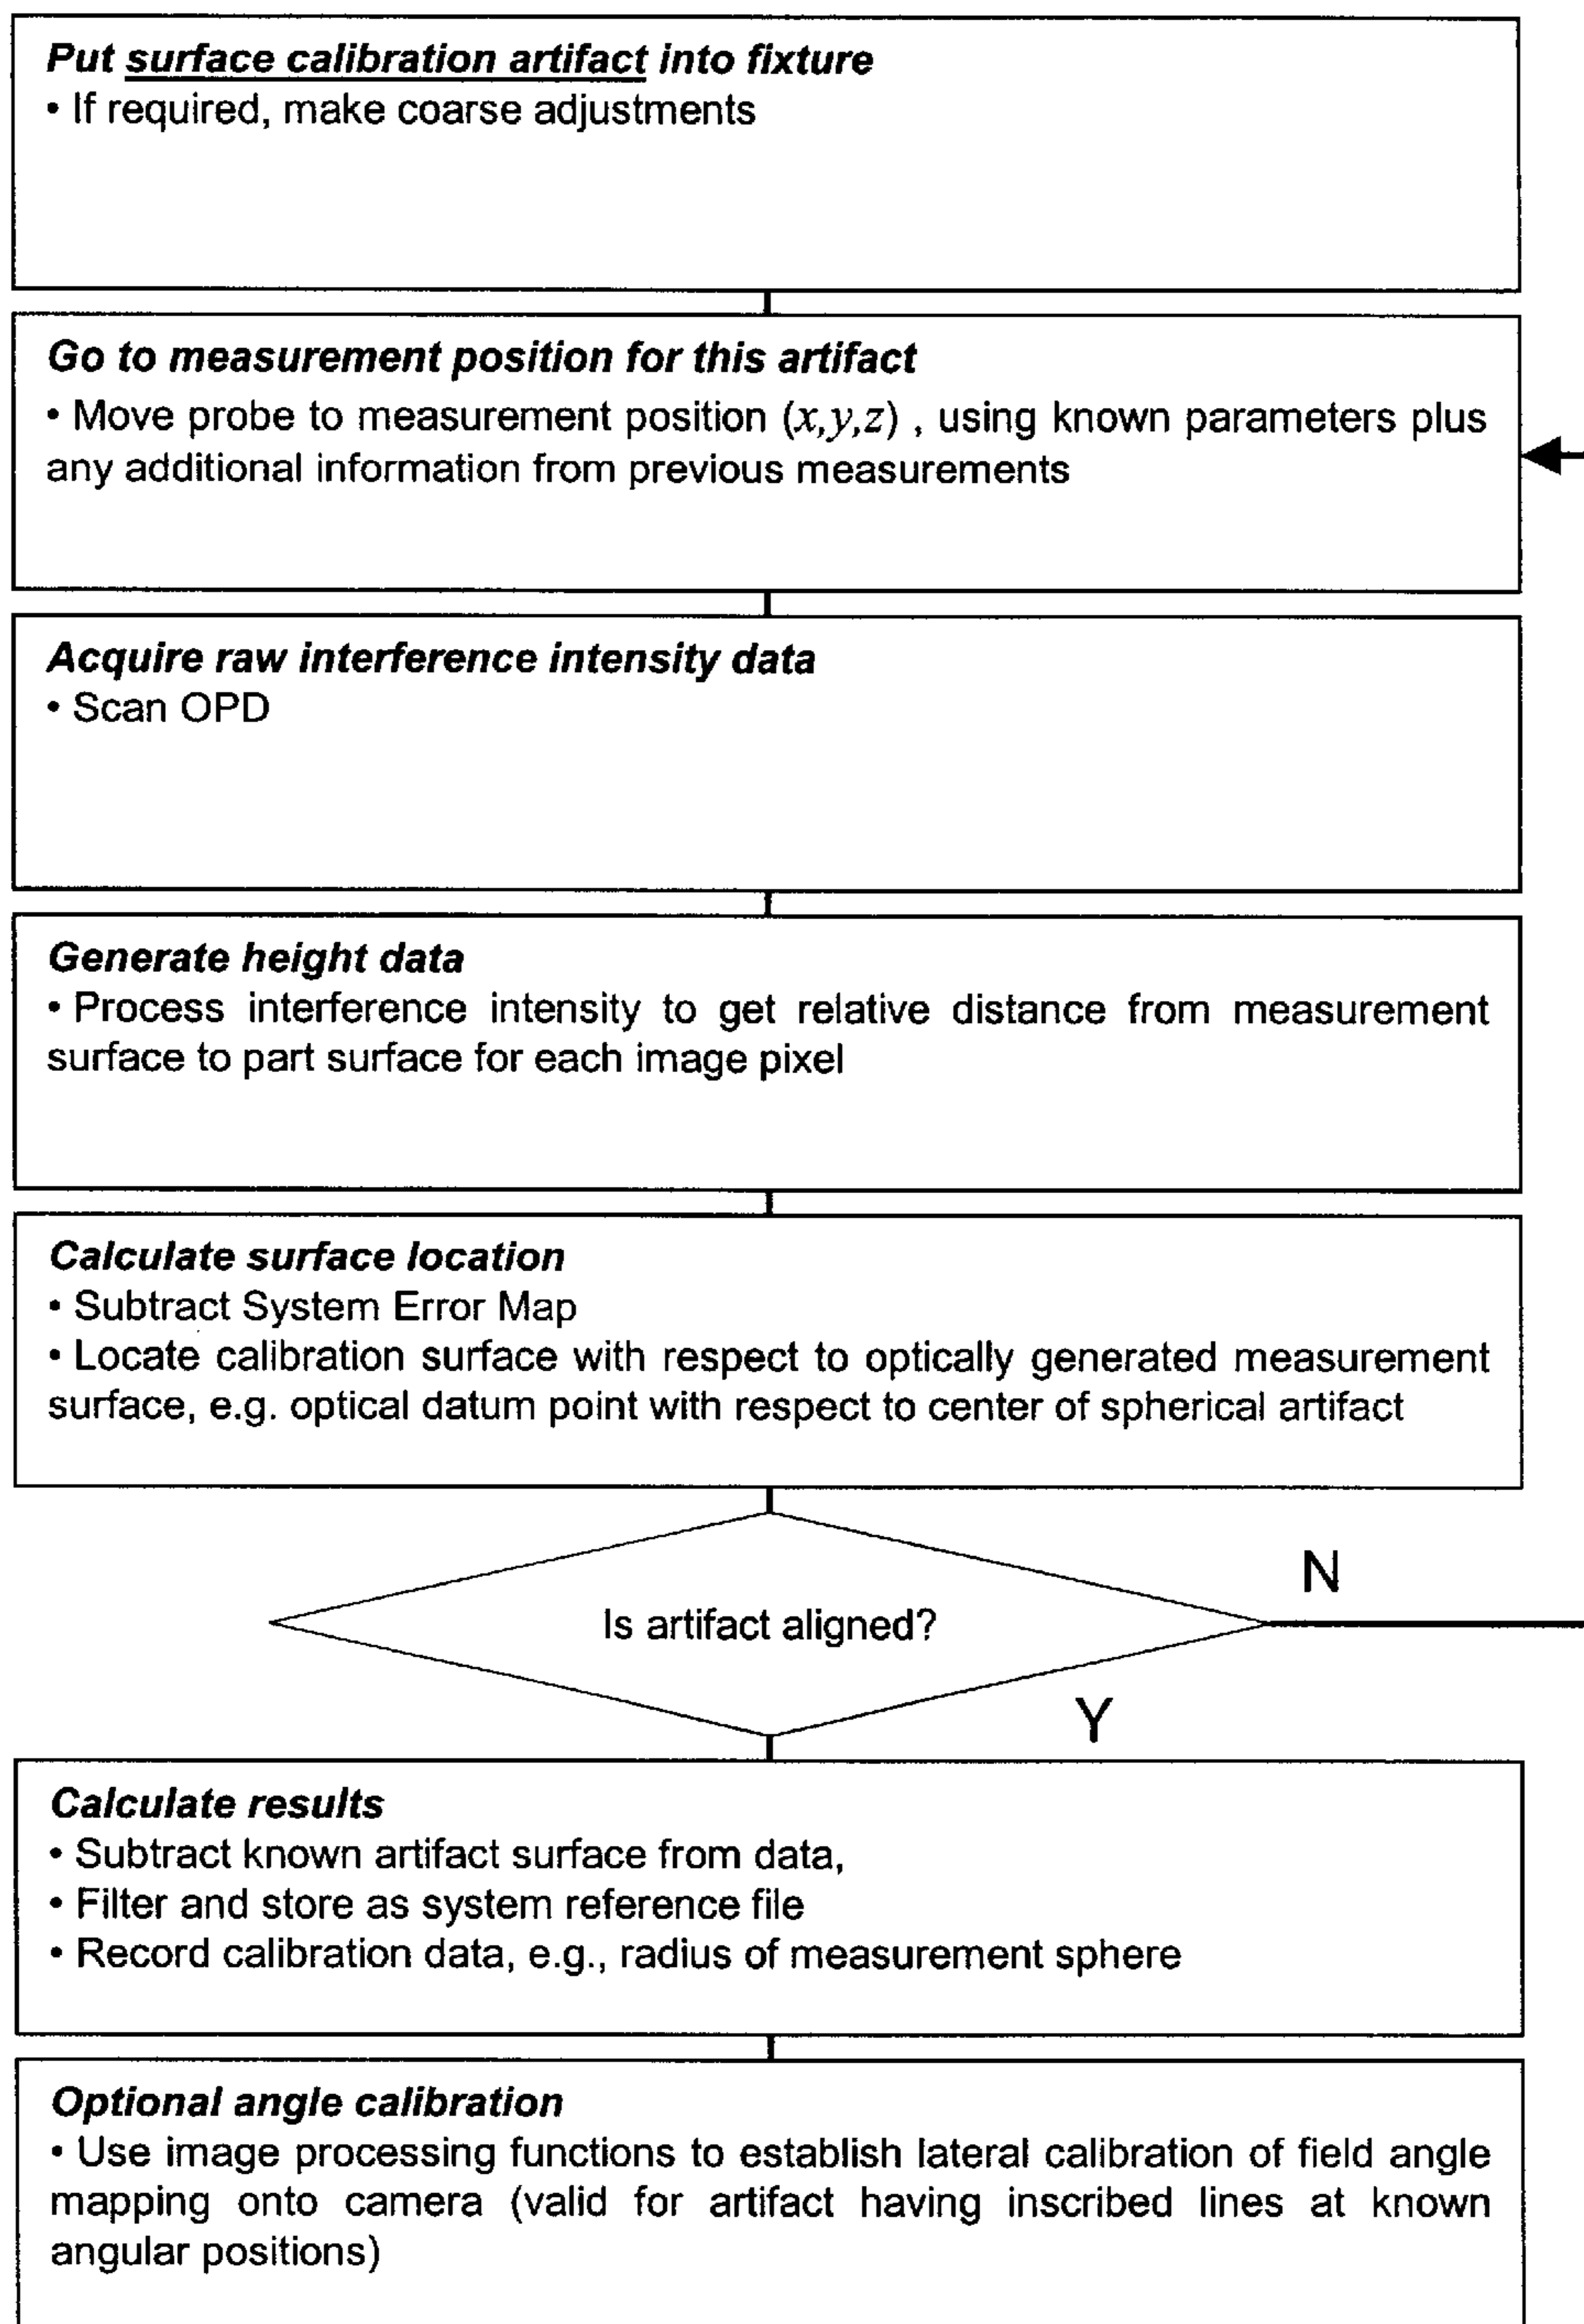 Put surface calibration artifact into fixture
• If required, make coarse adjustments
Go to measurement position for this artifact
• Move probe to measurement position (x,y,z) , using known parameters plus
any additional information from previous measurements
Acquire raw interference intensity data
• Scan OPD
Generate height data
• Process interference intensity to get relative distance from measurement
surface to part surface for each image pixel
Calculate surface location
• Subtract System Error Map
• Locate calibration surface with respect to optically generated measurement
surface, e.g. optical datum point with respect to center of spherical artifact
N
Is artifact aligned?
Y
Calculate results
• Subtract known artifact surface from data,
• Filter and store as system reference file
• Record calibration data, e.g., radius of measurement sphere
Optional angle calibration
• Use image processing functions to establish lateral calibration of field angle
mapping onto camera (valid for artifact having inscribed lines at known
angular positions)